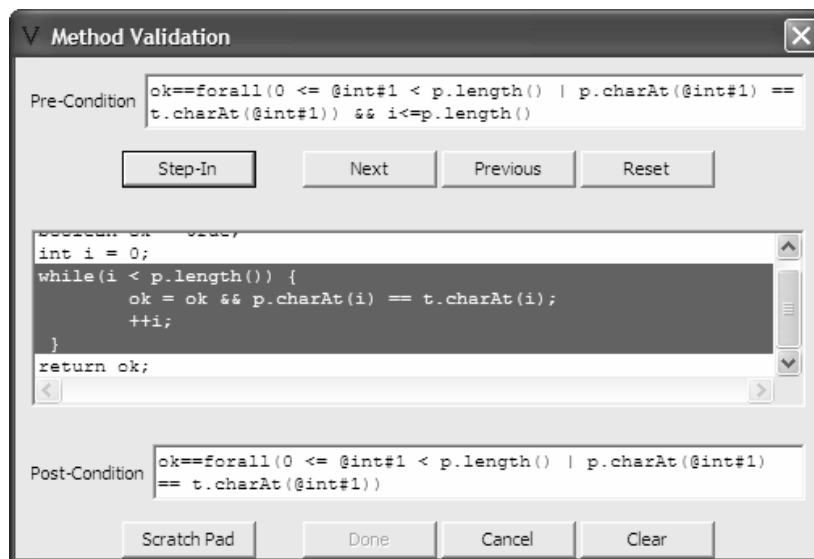 V Method Validation
Pre-Condition
ok==forall(0 <= @int#1 < p.length() | p.charAt(@int#1) ==
t.charAt(@int#1)) && i<=p.length()
Step-In Next Previous Reset
int i = 0;
while(i < p.length()) {
ok = ok && p.charAt(i) == t.charAt(i);
++i;
}
return ok;
Post-Condition
ok==forall(0 <= @int#1 < p.length() | p.charAt(@int#1)
== t.charAt(@int#1))
Scratch Pad Done Cancel Clear